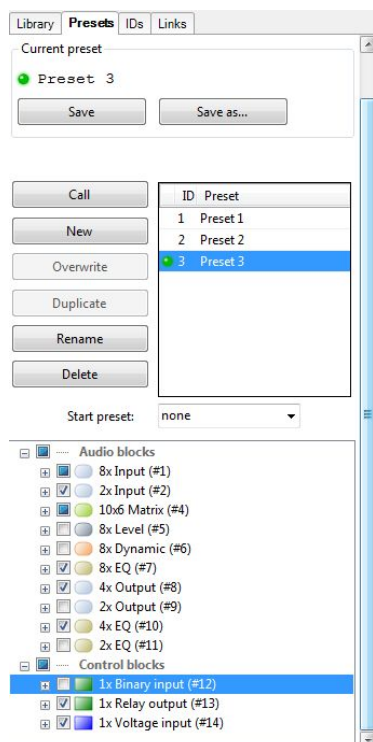 Library Presets IDs Links
Current preset
Preset 3
Save Save as...
Call
New
Overwrite
Duplicate
Rename
Delete
ID Preset
1 Preset 1
2 Preset 2
3 Preset 3
Start preset: none
Audio blocks
8x Input (#1)
2x Input (#2)
10x6 Matrix (#4)
8x Level (#5)
8x Dynamic (#6)
8x EQ (#7)
4x Output (#8)
2x Output (#9)
4x EQ (#10)
2x EQ (#11)
Control blocks
1x Binary input (#12)
1x Relay output (#13)
1x Voltage input (#14)